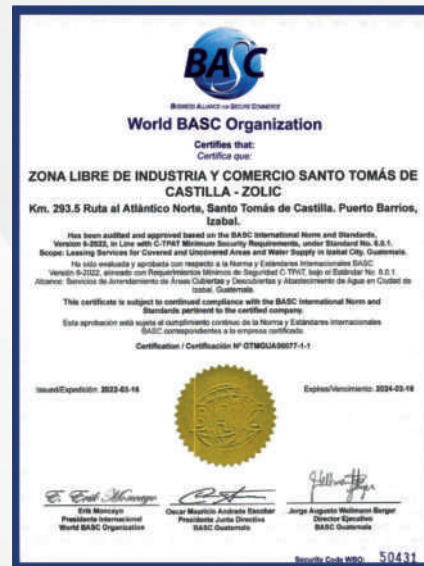 BASC
BUSINESS ALLIANCE FOR SECURE COMMERCE
World BASC Organization
Certifies that:
Certifica que:
ZONA LIBRE DE INDUSTRIA Y COMERCIO SANTO TOMÁS DE
CASTILLA - ZOLIC
Km. 293.5 Ruta al Atlántico Norte, Santo Tomás de Castilla. Puerto Barrios,
Izabal.
Has been audited and approved based on the BASC International Norm and Standards,
Version 6-2022, in Line with C-TPAT Minimum Security Requirements, under Standard No. 6.0.1.
Scope: Leasing Services for Covered and Uncovered Areas and Water Supply in Izabal City, Guatemala.
Ha sido evaluada y aprobada con respecto a la Norma y Estándares Internacionales BASC
Versión 6-2022, alineado con Requerimientos Mínimos de Seguridad C-TPAT, bajo el Estándar No. 6.0.1.
Alcance: Servicios de Arrendamiento de Áreas Cubiertas y Descubiertas y Abastecimiento de Agua en Ciudad de
Izabal, Guatemala.
This certificate is subject to continued compliance with the BASC International Norm and
Standards pertinent to the certified company.
Esta aprobación está sujeta al cumplimiento continuo de la Norma y Estándares Internacionales
BASC correspondientes a la empresa certificada.
Certification / Certificación Nº GTMGUA00077-1-1
Issued/Expedición: 2023-03-16
Expires/Vencimiento: 2024-03-16
E. Erik Moncayo
Erik Moncayo
Presidente Internacional
World BASC Organization
Oscar Mauricio Andrade Escobar
Presidente Junta Directiva
BASC Guatemala
Jorge Augusto Wellmann Berger
Director Ejecutivo
BASC Guatemala
Security Code WBO: 50431